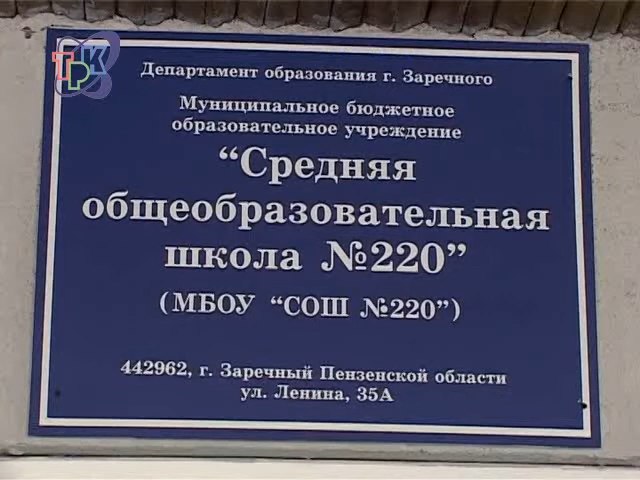 ТРК
Департамент образования г. Заречного
Муниципальное бюджетное
образовательное учреждение
“Средняя
общеобразовательная
школа №220”
(МБОУ “СОШ №220”)
442962, г. Заречный Пензенской области
ул. Ленина, 35А